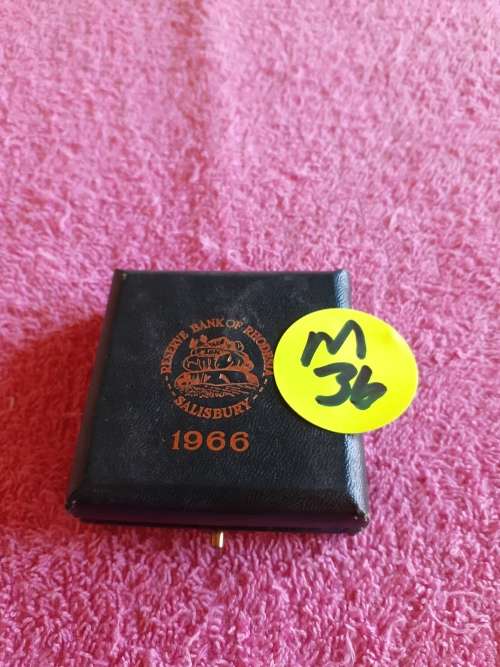 RESERVE BANK OF RHODESIA
SALISBURY
1966
M
36